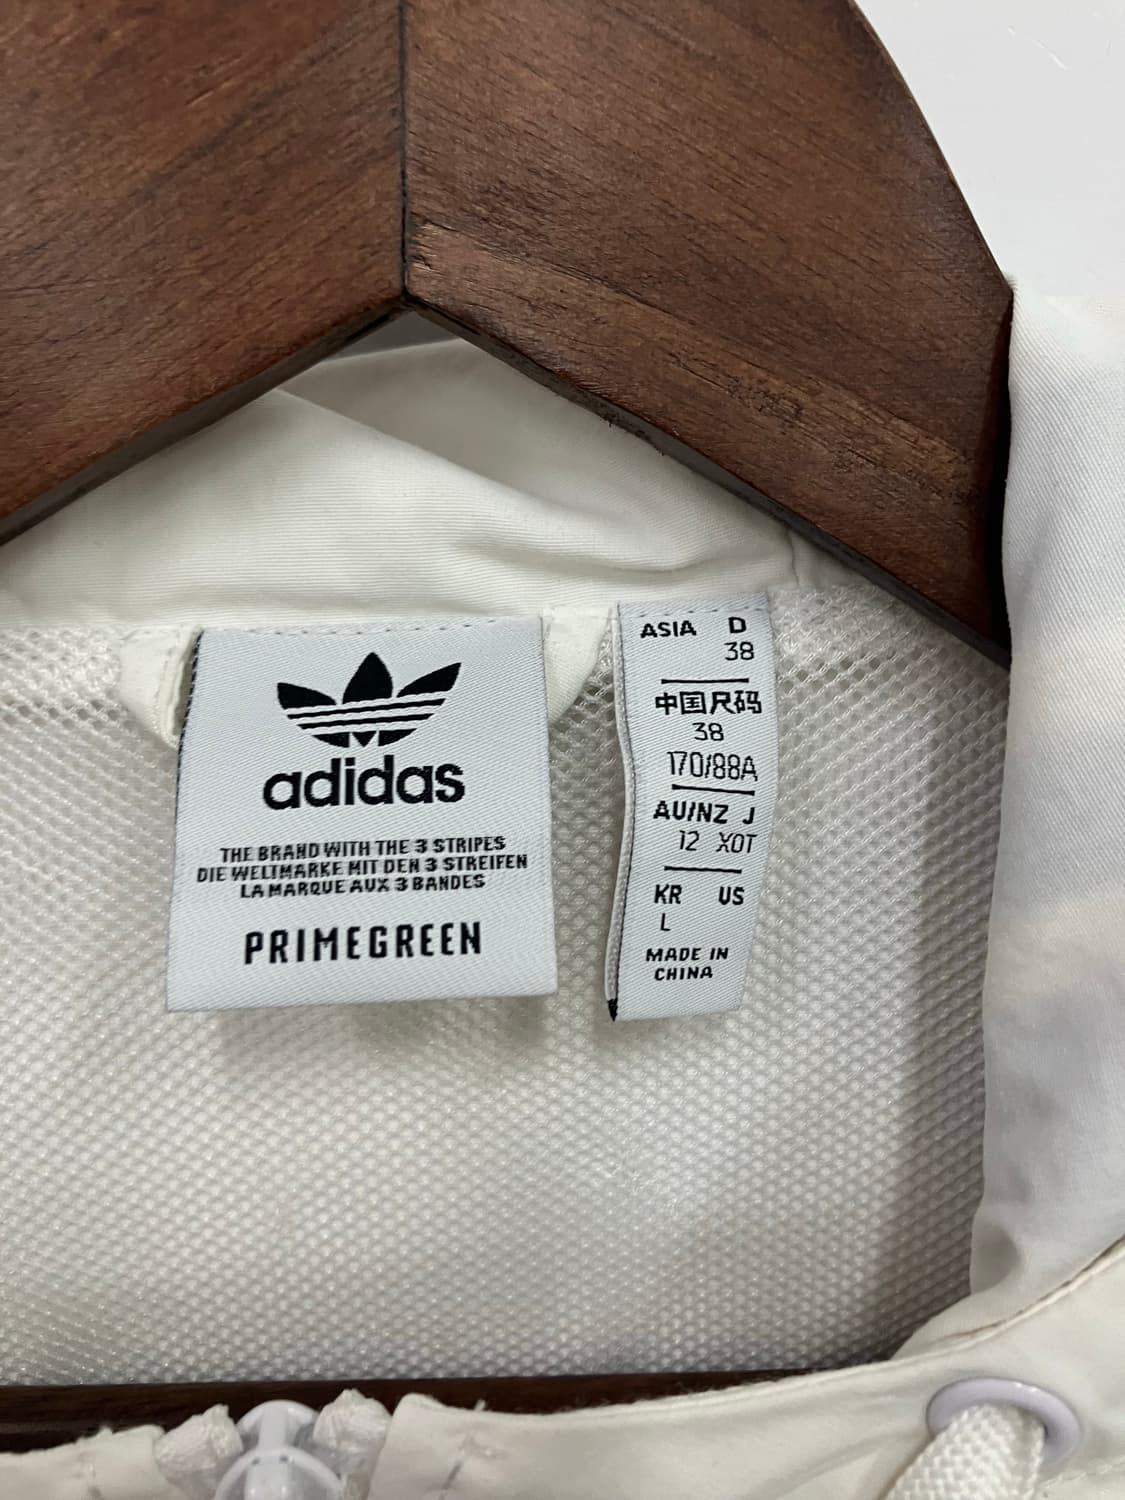 adidas
THE BRAND WITH THE 3 STRIPES
DIE WELTMARKE MIT DEN 3 STREIFEN
LA MARQUE AUX 3 BANDES
PRIMEGREEN
ASIA D
38
中国尺码
38
170/88A
AU/NZ J
12 XOT
KR US
L
MADE IN
CHINA